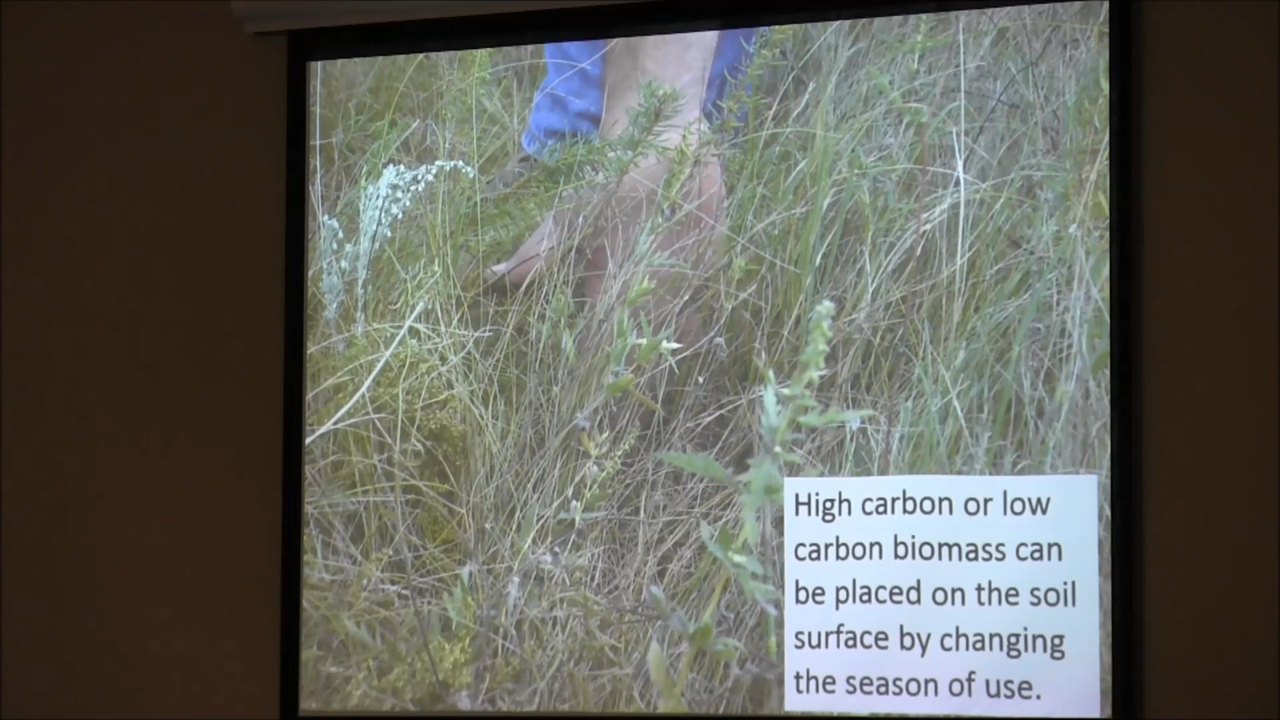 High carbon or low
carbon biomass can
be placed on the soil
surface by changing
the season of use.